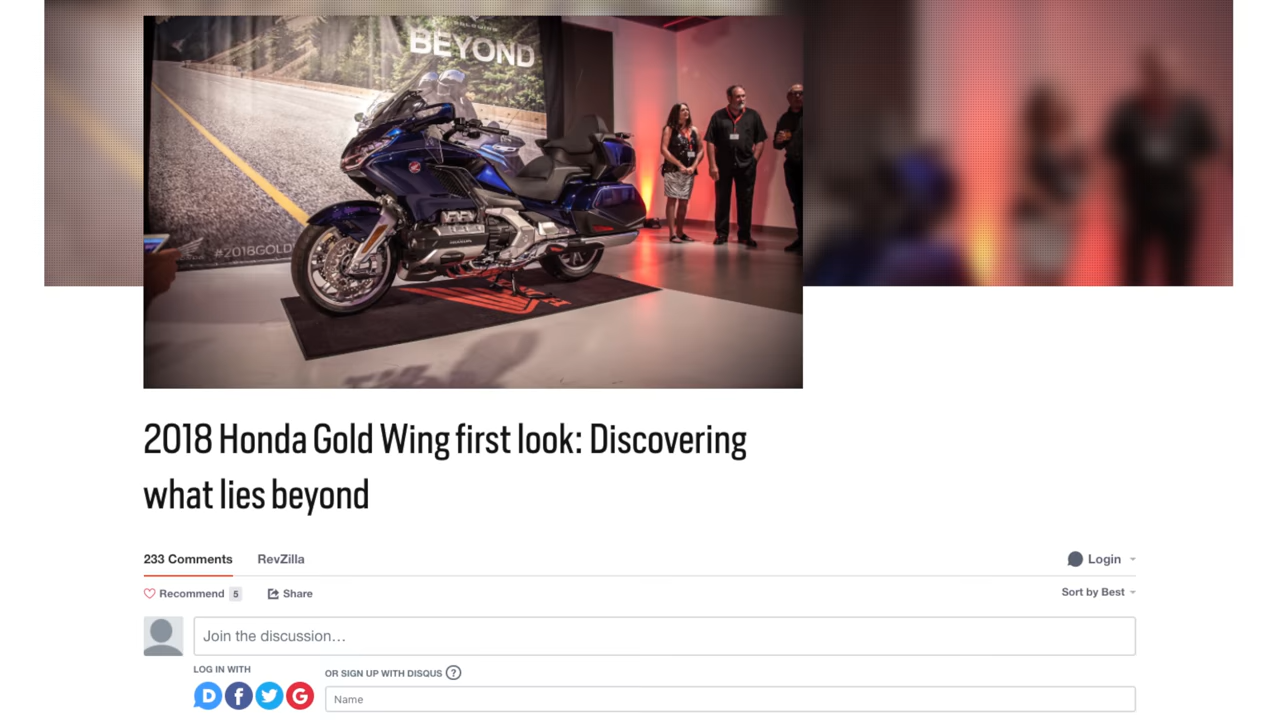 BEYOND
#2018GOLD
2018 Honda Gold Wing first look: Discovering
what lies beyond
233 Comments
RevZilla
Login
Recommend 5
Share
Sort by Best
Join the discussion…
LOG IN WITH
OR SIGN UP WITH DISQUS ?
D f G
Name